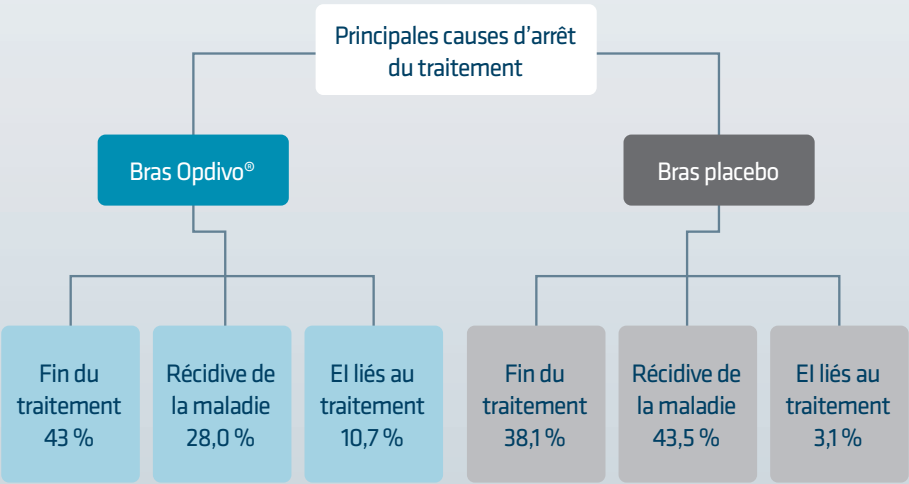 Principales causes d’arrêt
du traitement
Bras Opdivo®
Bras placebo
Fin du
traitement
43 %
Récidive de
la maladie
28,0 %
EI liés au
traitement
10,7 %
Fin du
traitement
38,1 %
Récidive de
la maladie
43,5 %
EI liés au
traitement
3,1 %